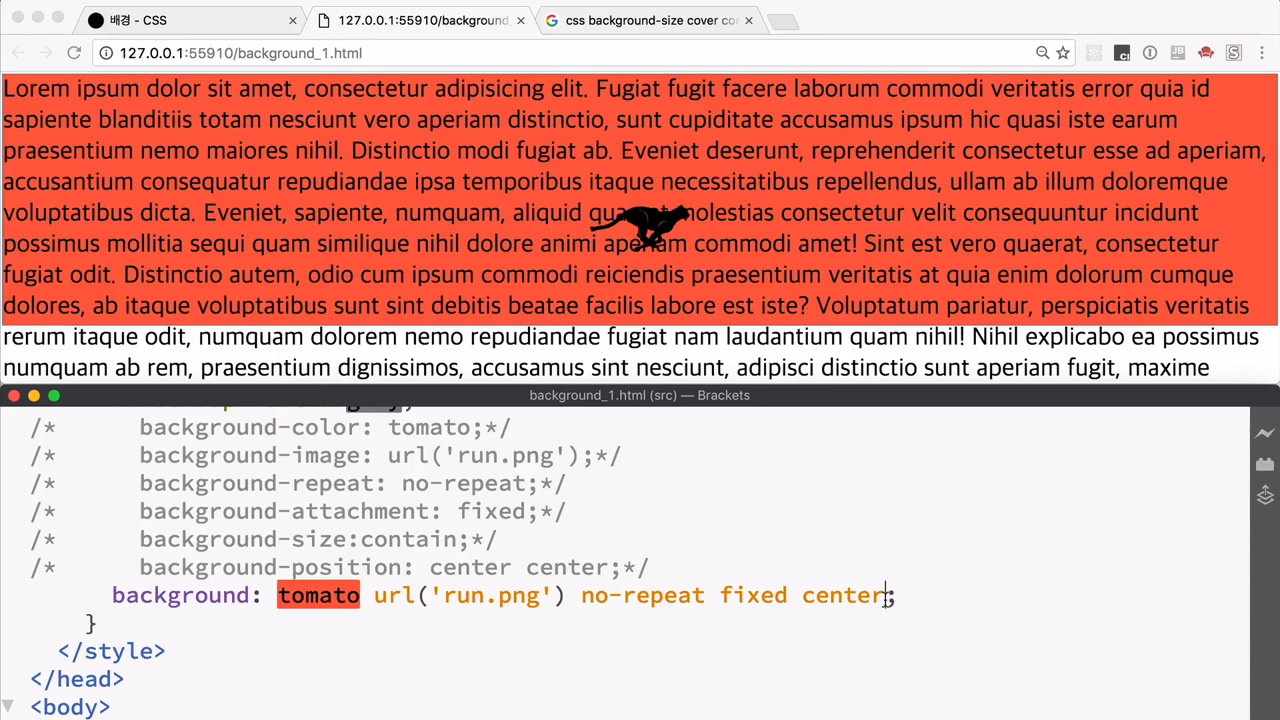 배경 - CSS
127.0.0.1:55910/background
css background-size cover co
127.0.0.1:55910/background_1.html
Lorem ipsum dolor sit amet, consectetur adipisicing elit. Fugiat fugit facere laborum commodi veritatis error quia id
sapiente blanditiis totam nesciunt vero aperiam distinctio, sunt cupiditate accusamus ipsum hic quasi iste earum
praesentium nemo maiores nihil. Distinctio modi fugiat ab. Eveniet deserunt, reprehenderit consectetur esse ad aperiam,
accusantium consequatur repudiandae ipsa temporibus itaque necessitatibus repellendus, ullam ab illum doloremque
voluptatibus dicta. Eveniet, sapiente, numquam, aliquid molestias consectetur velit consequuntur incidunt
possimus mollitia sequi quam similique nihil dolore animi aperiam commodi amet! Sint est vero quaerat, consectetur
fugiat odit. Distinctio autem, odio cum ipsum commodi reiciendis praesentium veritatis at quia enim dolorum cumque
dolores, ab itaque voluptatibus sunt sint debitis beatae facilis labore est iste? Voluptatum pariatur, perspiciatis veritatis
rerum itaque odit, numquam dolorem nemo repudiandae fugiat nam laudantium quam nihil! Nihil explicabo ea possimus
numquam ab rem, praesentium dignissimos, accusamus sint nesciunt, adipisci distinctio sunt aperiam fugit, maxime
background_1.html (src) — Brackets
/* background-color: tomato;*/
/* background-image: url('run.png');*/
/* background-repeat: no-repeat;*/
/* background-attachment: fixed;*/
/* background-size:contain;*/
/* background-position: center center;*/
background: tomato url('run.png') no-repeat fixed center;
}
</style>
</head>
<body>